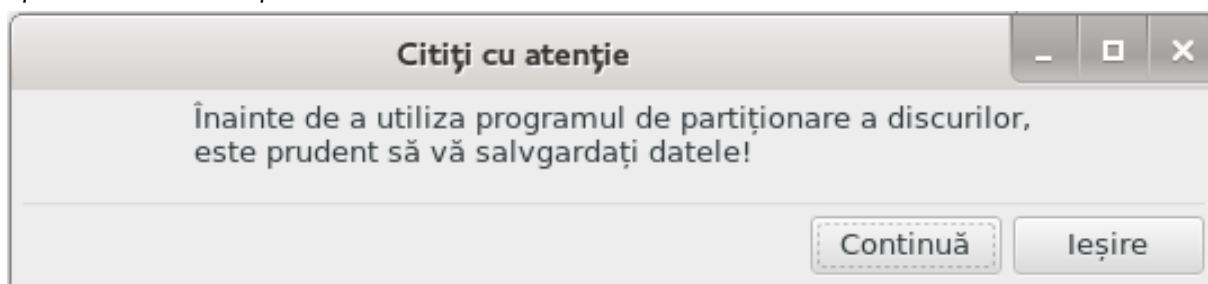 Citiţi cu atenţie
Înainte de a utiliza programul de partiționare a discurilor,
este prudent să vă salvgardați datele!
Continuă
Ieșire